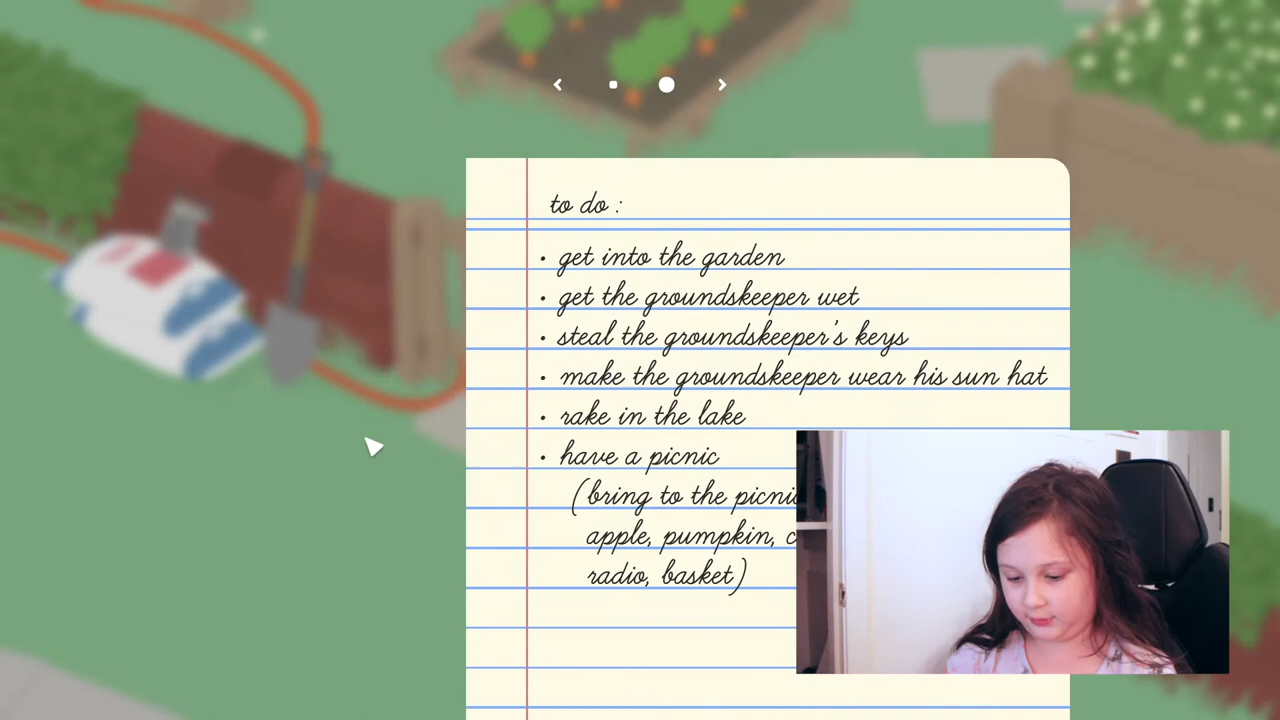 to do :
• get into the garden
• get the groundskeeper wet
• steal the groundskeeper's keys
• make the groundskeeper wear his sun hat
• rake in the lake
• have a picnic
(bring to the picnic
apple, pumpkin,
radio, basket)